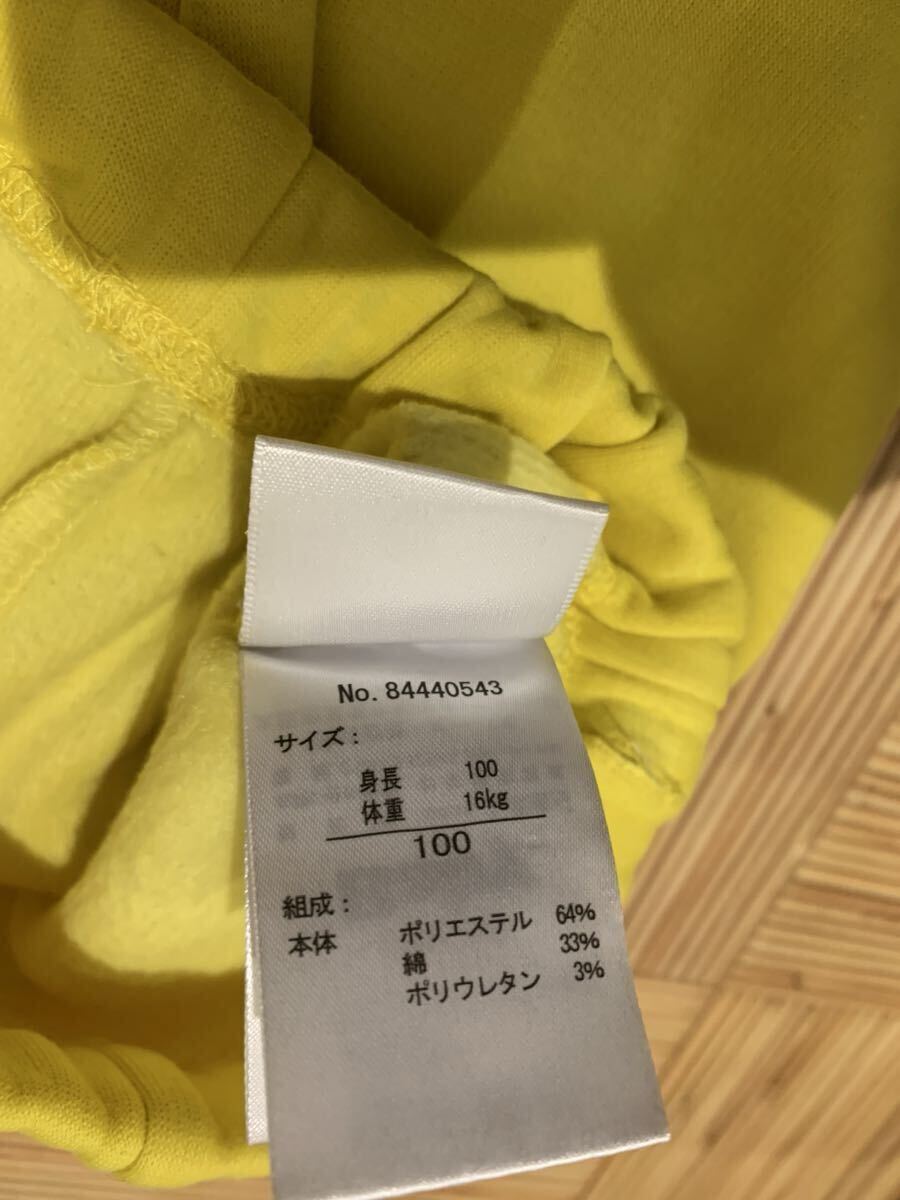 No. 84440543
サイズ：
身長 100
体重 16kg
100
組成：
本体 ポリエステル 64%
綿 33%
ポリウレタン 3%